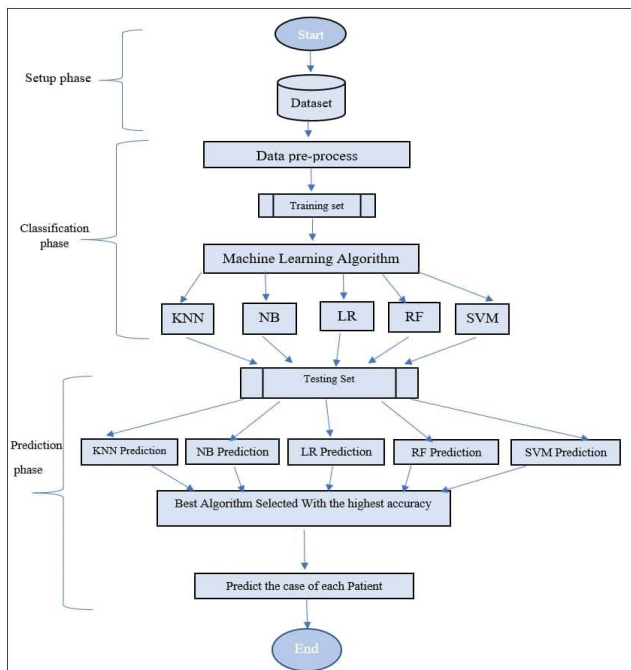 Start
Setup phase
Dataset
Data pre-process
Training set
Classification
phase
Machine Learning Algorithm
KNN
NB
LR
RF
SVM
Testing Set
Prediction
phase
KNN Prediction
NB Prediction
LR Prediction
RF Prediction
SVM Prediction
Best Algorithm Selected With the highest accuracy
Predict the case of each Patient
End